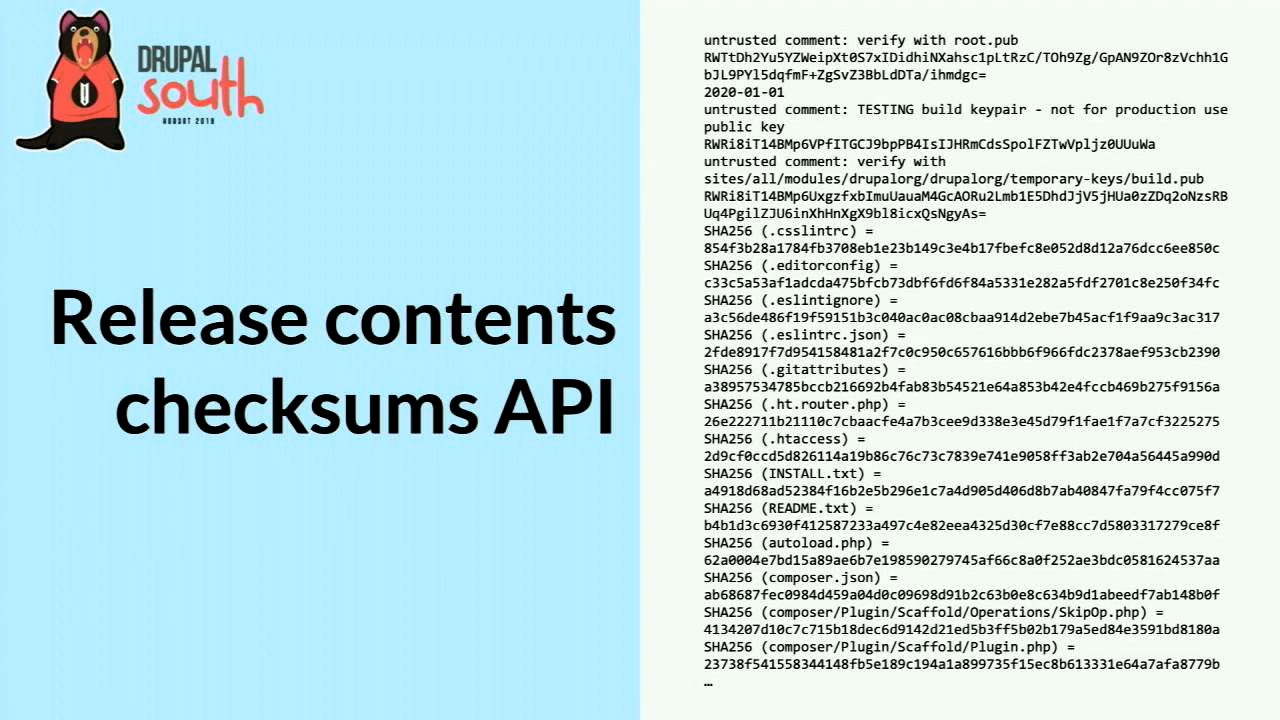 DRUPAL
south
HOBART 2019
Release contents
checksums API
untrusted comment: verify with root.pub
RWTtDh2Yu5YZWeipXt0S7xIDidhiNXahsc1pLtRzC/TOh9Zg/GpAN9ZOr8zVchh1G
bJL9PYl5dqfmF+ZgSvZ3BbLdDTa/ihmdgc=
2020-01-01
untrusted comment: TESTING build keypair - not for production use
public key
RWRi8iT14BMp6VPfITGCJ9bpPB4IsIJHRmCdsSpolFZTwVpljz0UUuWa
untrusted comment: verify with
sites/all/modules/drupalorg/drupalorg/temporary-keys/build.pub
RWRi8iT14BMp6UxgzfxbImuUauaM4GcAORu2Lmb1E5DhdJjV5jHUa0zZDq2oNzsRB
Uq4PgilZJU6inXhHnXgX9bl8icxQsNgyAs=
SHA256 (.csslintrc) =
854f3b28a1784fb3708eb1e23b149c3e4b17fbefc8e052d8d12a76dcc6ee850c
SHA256 (.editorconfig) =
c33c5a53af1adcda475bfcb73dbf6fd6f84a5331e282a5fdf2701c8e250f34fc
SHA256 (.eslintignore) =
a3c56de486f19f59151b3c040ac0ac08cbaa914d2ebe7b45acf1f9aa9c3ac317
SHA256 (.eslintrc.json) =
2fde8917f7d954158481a2f7c0c950c657616bbb6f966fdc2378aef953cb2390
SHA256 (.gitattributes) =
a38957534785bccb216692b4fab83b54521e64a853b42e4fccb469b275f9156a
SHA256 (.ht.router.php) =
26e222711b21110c7cbaacfe4a7b3cee9d338e3e45d79f1fae1f7a7cf3225275
SHA256 (.htaccess) =
2d9cf0ccd5d826114a19b86c76c73c7839e741e9058ff3ab2e704a56445a990d
SHA256 (INSTALL.txt) =
a4918d68ad52384f16b2e5b296e1c7a4d905d406d8b7ab40847fa79f4cc075f7
SHA256 (README.txt) =
b4b1d3c6930f412587233a497c4e82eea4325d30cf7e88cc7d5803317279ce8f
SHA256 (autoload.php) =
62a0004e7bd15a89ae6b7e198590279745af66c8a0f252ae3bdc0581624537aa
SHA256 (composer.json) =
ab68687fec0984d459a04d0c09698d91b2c63b0e8c634b9d1abeedf7ab148b0f
SHA256 (composer/Plugin/Scaffold/Operations/SkipOp.php) =
4134207d10c7c715b18dec6d9142d21ed5b3ff5b02b179a5ed84e3591bd8180a
SHA256 (composer/Plugin/Scaffold/Plugin.php) =
23738f541558344148fb5e189c194a1a899735f15ec8b613331e64a7afa8779b
…